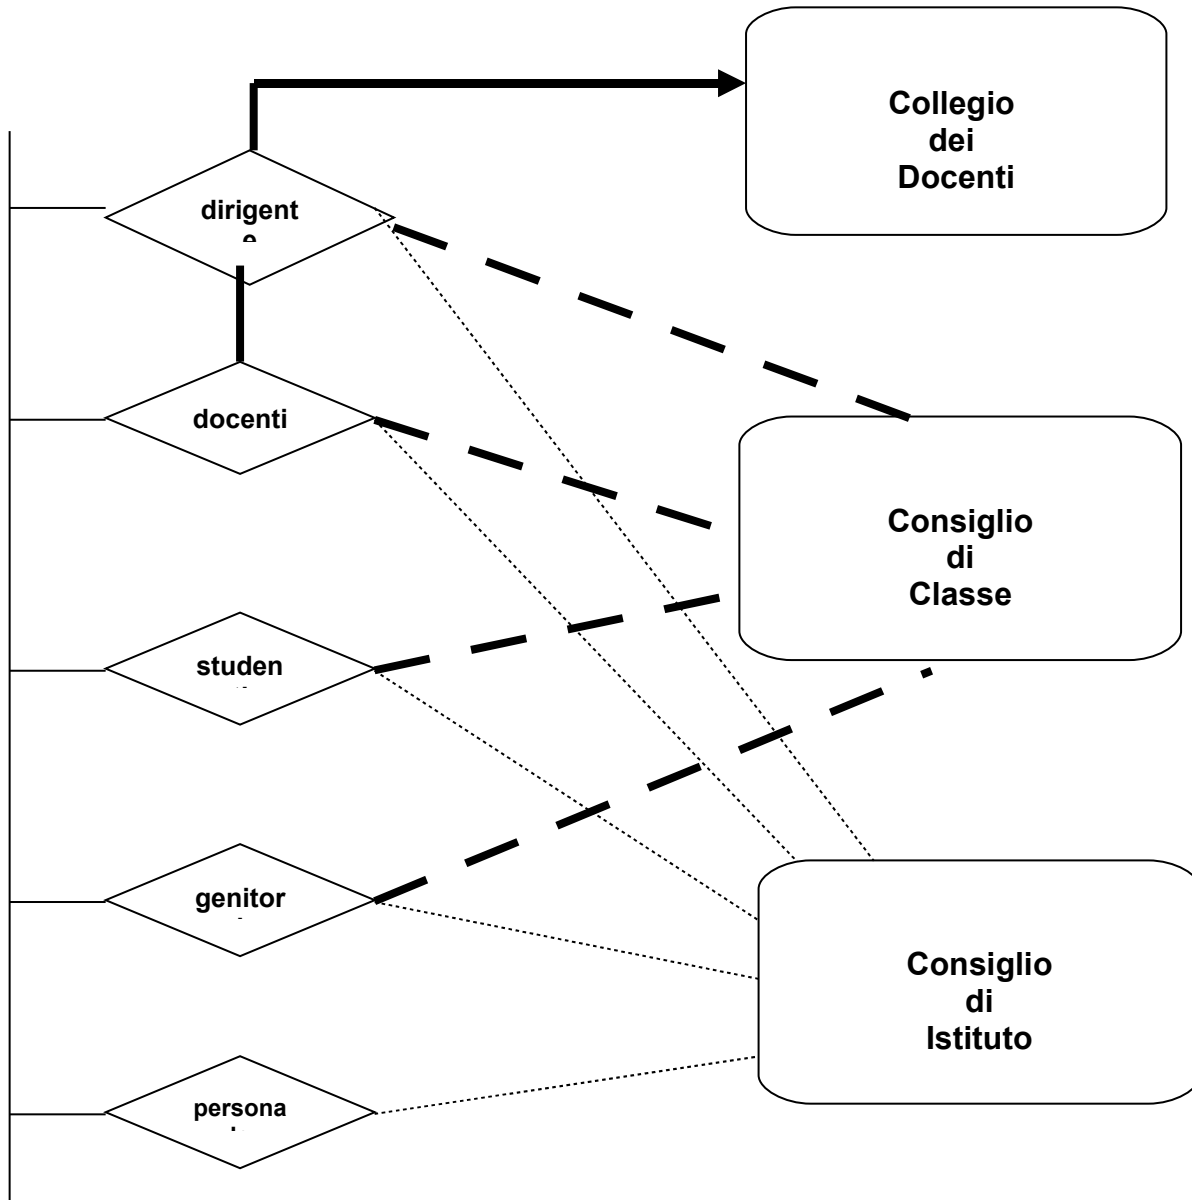 Collegio
dei
Docenti
dirigent
e
docenti
Consiglio
di
Classe
studen
genitor
Consiglio
di
Istituto
persona